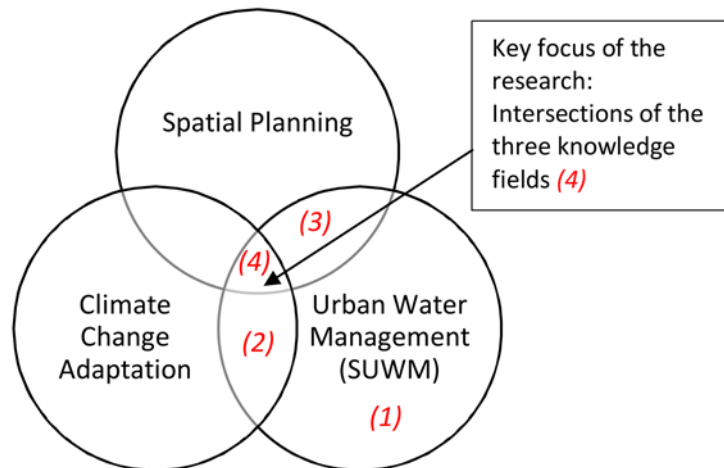 Spatial Planning
Key focus of the
research:
Intersections of the
three knowledge
fields (4)
(3)
(4)
Climate
Change
Adaptation
(2)
Urban Water
Management
(SUWM)
(1)